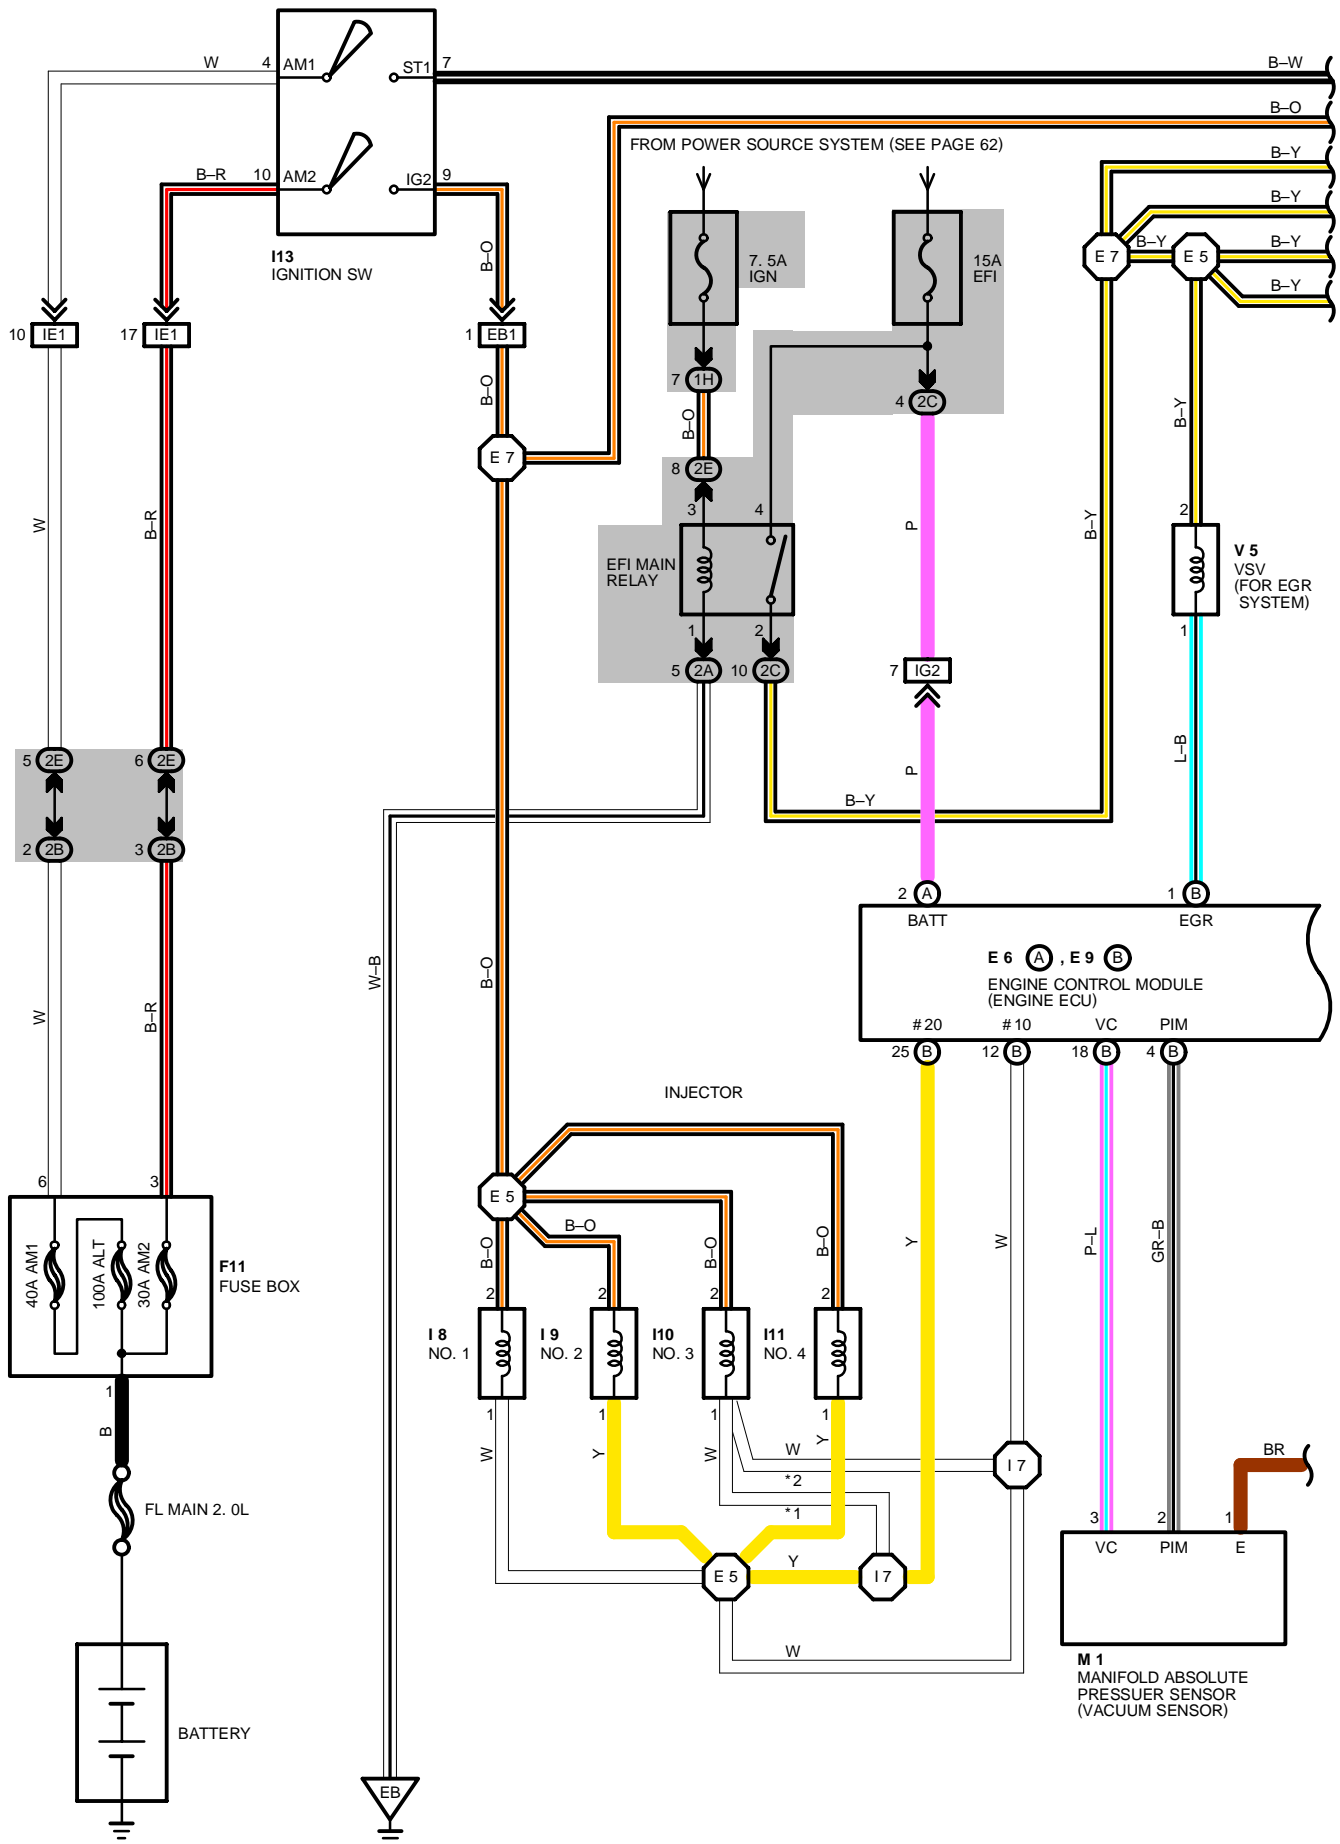 W
4
AM1
ST1
7
B–W
B–O
FROM POWER SOURCE SYSTEM (SEE PAGE 62)
B–Y
B–R
10
AM2
IG2
9
B–Y
E 7
B–Y
E 5
B–Y
B–Y
I13
IGNITION SW
B–O
7. 5A
IGN
15A
EFI
10
IE1
17
IE1
1
EB1
7
1H
4
2C
B–O
B–O
B–Y
E 7
8
2E
W
B–R
3
4
P
B–Y
2
EFI MAIN
RELAY
V 5
VSV
(FOR EGR
SYSTEM)
1
2
1
5
2A
10
2C
7
IG2
5
2E
6
2E
P
L–B
B–Y
2
2B
3
2B
2
A
1
B
BATT
EGR
W
B–R
W–B
B–O
E 6
A
, E 9
B
ENGINE CONTROL MODULE
(ENGINE ECU)
# 20
# 10
VC
PIM
25
B
12
B
18
B
4
B
INJECTOR
6
3
E 5
B–O
40A AM1
100A ALT
30A AM2
F11
FUSE BOX
B–O
B–O
B–O
Y
W
P–L
GR–B
2
2
2
2
I 8
NO. 1
I 9
NO. 2
I10
NO. 3
I11
NO. 4
1
B
1
W
1
Y
1
W
1
Y
W
*2
*1
I 7
BR
FL MAIN 2. 0L
3
2
1
VC
PIM
E
E 5
Y
I 7
W
M 1
MANIFOLD ABSOLUTE
PRESSUER SENSOR
(VACUUM SENSOR)
BATTERY
EB